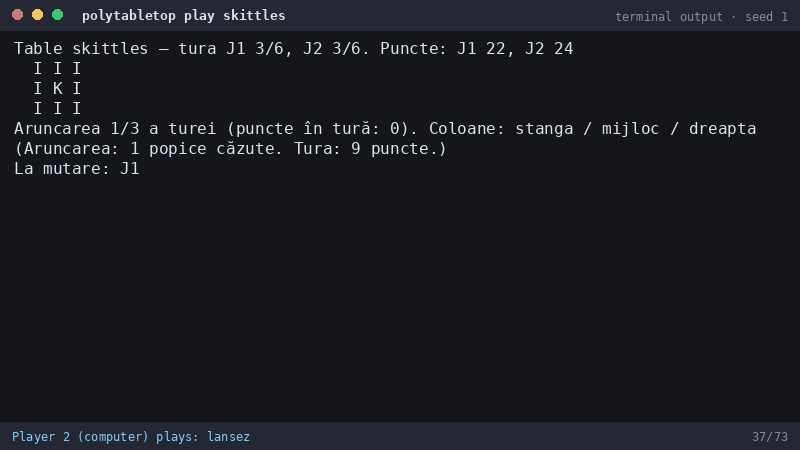 polytabletop play skittles
terminal output · seed 1
Table skittles — tura J1 3/6, J2 3/6. Puncte: J1 22, J2 24
I I I
I K I
I I I
Aruncarea 1/3 a turei (puncte în tură: 0). Coloane: stanga / mijloc / dreapta
(Aruncarea: 1 popice căzute. Tura: 9 puncte.)
La mutare: J1
Player 2 (computer) plays: lansez
37/73